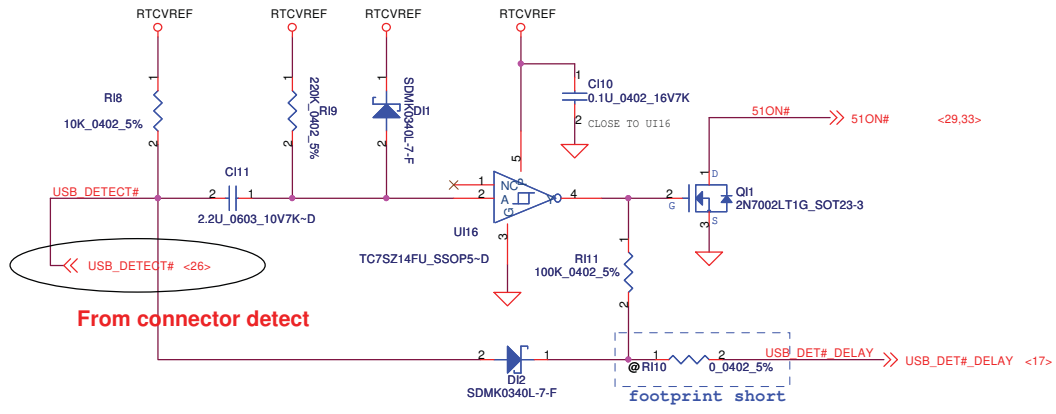 RTCVREF
RTCVREF
RTCVREF
RTCVREF
1
RI8
10K_0402_5%
2
1
220K_0402_5%
RI9
2
1
SDMK0340L-7-F
DI1
2
1
CI10
0.1U_0402_16V7K
2
CLOSE TO UI16
51ON#
51ON#
<29,33>
USB_DETECT#
CI11
2
1
2.2U_0603_10V7K~D
5
1
NC
P
2
A
Y
4
G
3
UI16
TC7SZ14FU_SSOP5~D
1
D
2
G
QI1
2N7002LT1G_SOT23-3
S
3
USB_DETECT# <26>
1
RI11
100K_0402_5%
2
From connector detect
2
1
DI2
SDMK0340L-7-F
1
2
@RI10
0_0402_5%
USB_DET#_DELAY
USB_DET#_DELAY <17>
footprint short